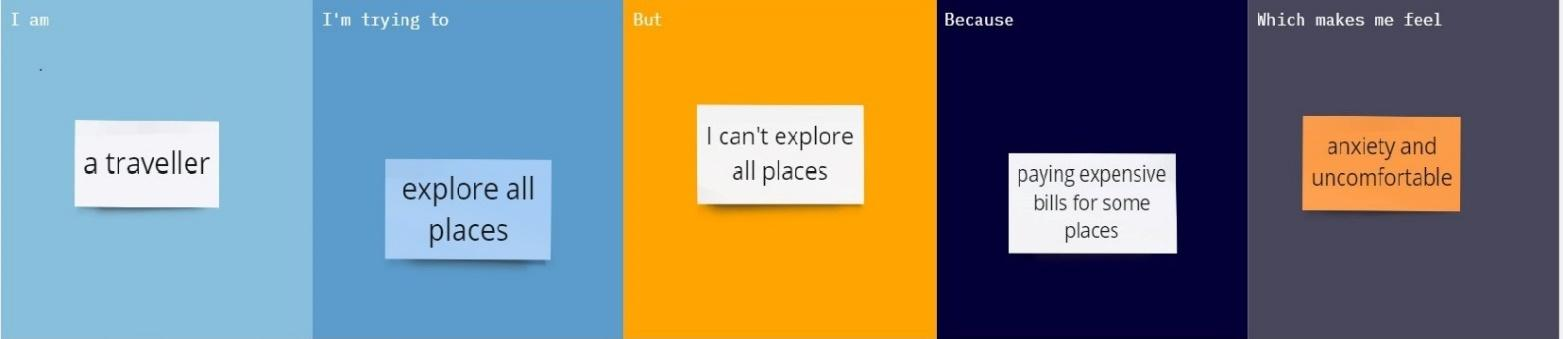 I am
a traveller
I'm trying to
explore all
places
But
I can't explore
all places
Because
paying expensive
bills for some
places
Which makes me feel
anxiety and
uncomfortable